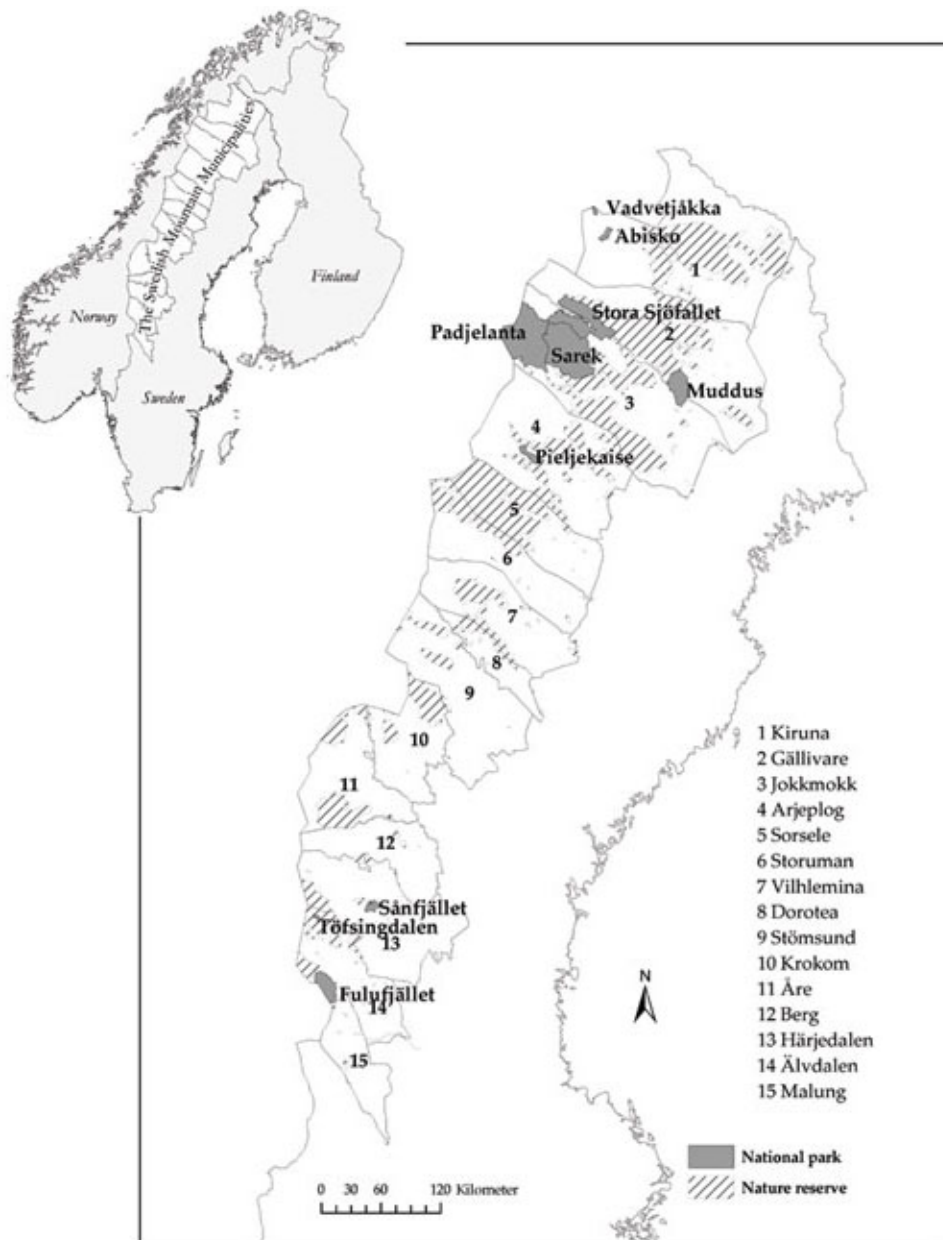 The Swedish Mountain Municipalities
Norway
Sweden
Finland
Vadvetjåkka
Abisko
1
Stora Sjöfallet
2
Padjelanta
Sarek
Muddus
3
4
Pieljekaise
5
6
7
8
9
10
11
12
Sånfjället
Töfsingdalen
13
Fulufjället
14
15
1 Kiruna
2 Gällivare
3 Jokkmokk
4 Arjeplog
5 Sorsele
6 Storuman
7 Vilhlemina
8 Dorotea
9 Stömsund
10 Krokom
11 Åre
12 Berg
13 Härjedalen
14 Älvdalen
15 Malung
N
National park
Nature reserve
0 30 60 120 Kilometer